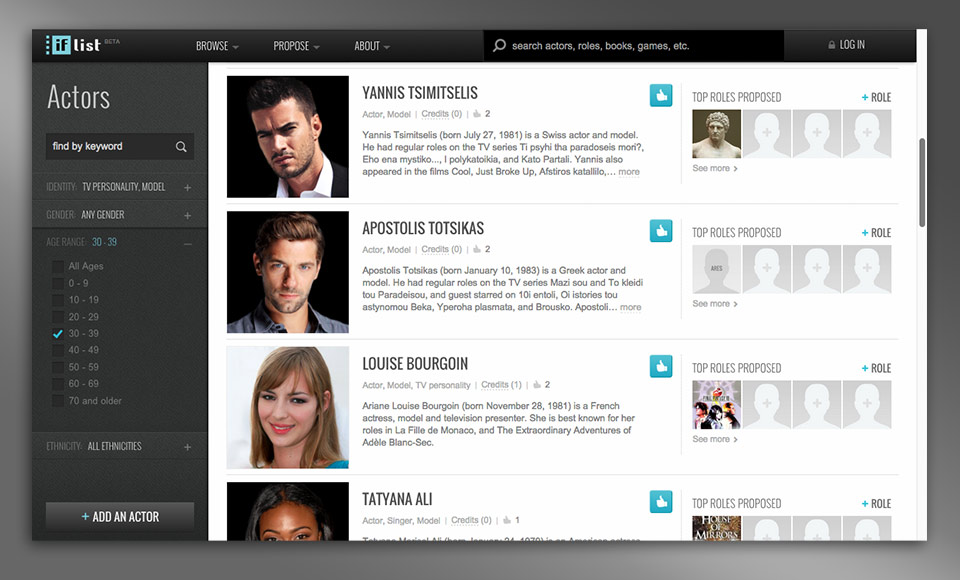 if list BETA
BROWSE
PROPOSE
ABOUT
search actors, roles, books, games, etc.
LOG IN
Actors
find by keyword
IDENTITY: TV PERSONALITY, MODEL +
GENDER: ANY GENDER +
AGE RANGE: 30 - 39 –
All Ages
0 - 9
10 - 19
20 - 29
30 - 39
40 - 49
50 - 59
60 - 69
70 and older
ETHNICITY: ALL ETHNICITIES +
+ ADD AN ACTOR
YANNIS TSIMITSELIS
Actor, Model | Credits (0) | 2
Yannis Tsimitselis (born July 27, 1981) is a Swiss actor and model.
He had regular roles on the TV series Ti psyhi tha paradoseis mori?,
Eho ena mystiko..., I polykatoikia, and Kato Partali. Yannis also
appeared in the films Cool, Just Broke Up, Afstiros katallilo,… more
TOP ROLES PROPOSED + ROLE
See more >
APOSTOLIS TOTSIKAS
Actor, Model | Credits (0) | 2
Apostolis Totsikas (born January 10, 1983) is a Greek actor and
model. He had regular roles on the TV series Mazi sou and To kleidi
tou Paradeisou, and guest starred on 10i entoli, Oi istories tou
astynomou Beka, Yperoha plasmata, and Brousko. Apostoli… more
TOP ROLES PROPOSED + ROLE
ARES
See more >
LOUISE BOURGOIN
Actor, Model, TV personality | Credits (1) | 2
Ariane Louise Bourgoin (born November 28, 1981) is a French
actress, model and television presenter. She is best known for her
roles in La Fille de Monaco, and The Extraordinary Adventures of
Adèle Blanc-Sec.
TOP ROLES PROPOSED + ROLE
See more >
TATYANA ALI
Actor, Singer, Model | Credits (0) | 1
TOP ROLES PROPOSED + ROLE
HOUSE OF
MIRRORS